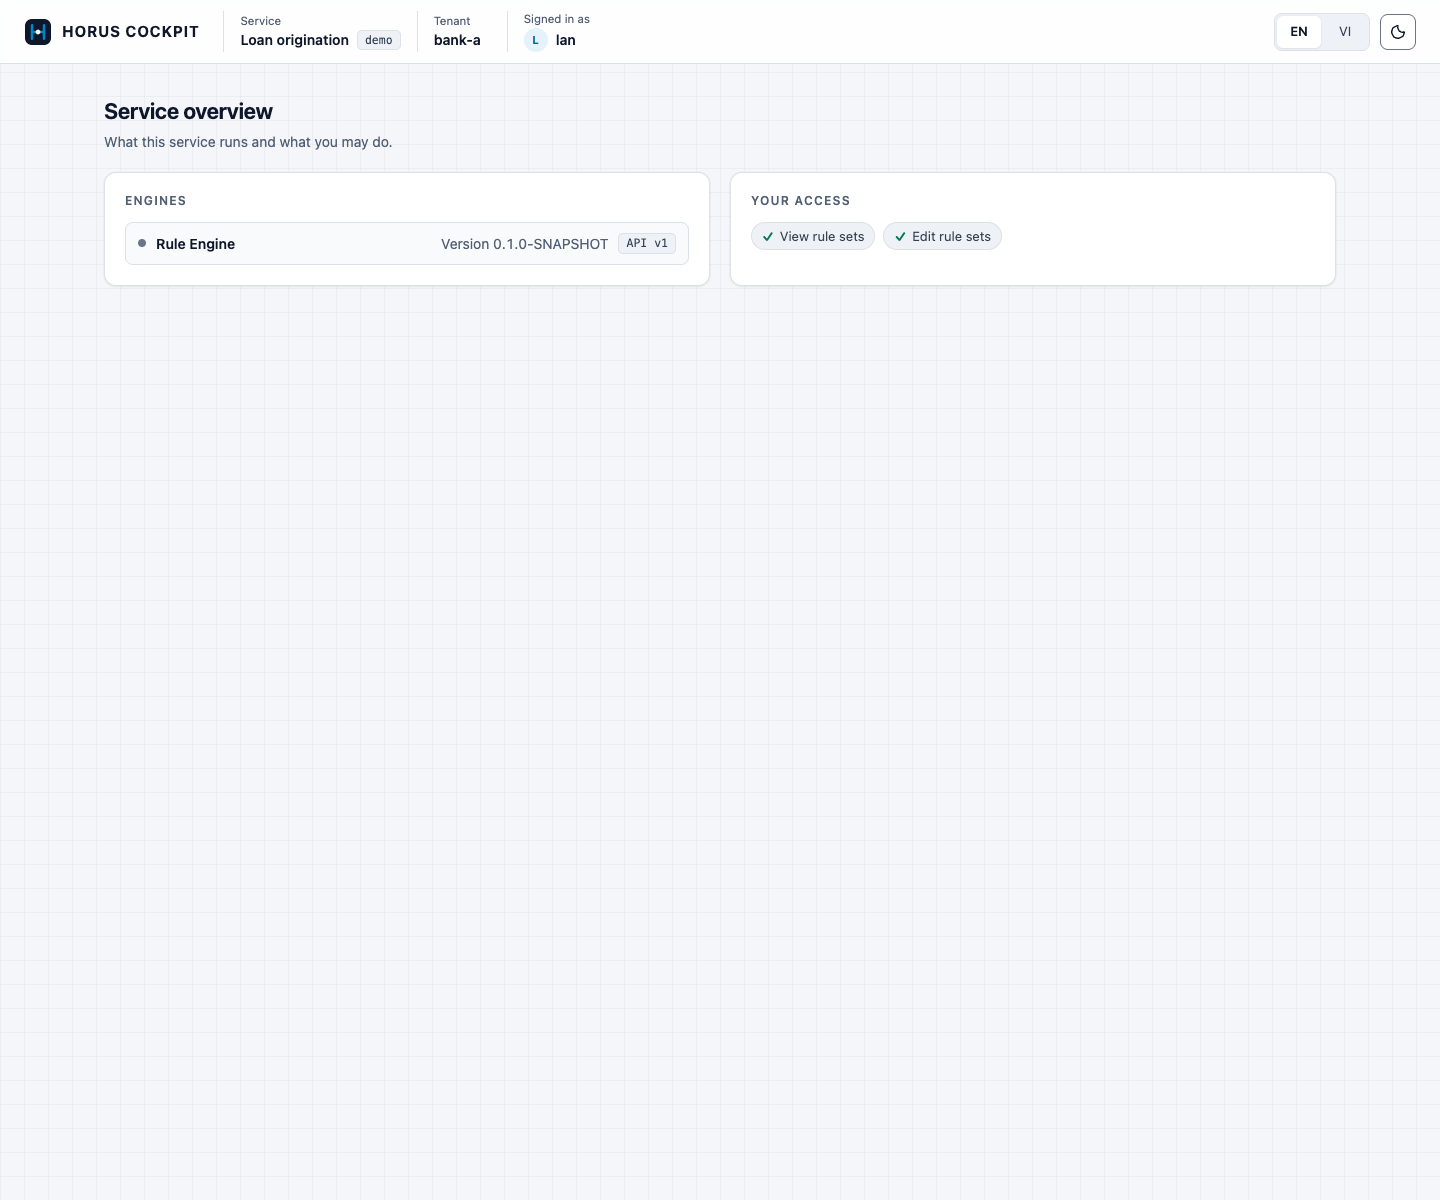 HORUS COCKPIT
Service
Loan origination demo
Tenant
bank-a
Signed in as
L lan
EN VI
Service overview
What this service runs and what you may do.
ENGINES
Rule Engine Version 0.1.0-SNAPSHOT API v1
YOUR ACCESS
View rule sets Edit rule sets